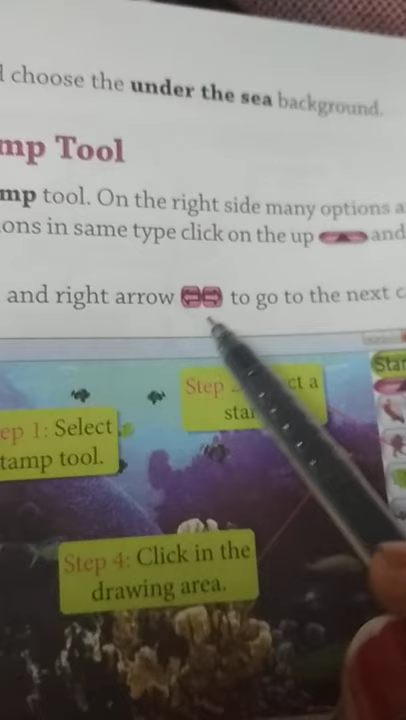 choose the under the sea background.
mp Tool
mp tool. On the right side many options a
ons in same type click on the up and
and right arrow to go to the next c
Step ct a
sta
Star
ep 1: Select
tamp tool.
Step 4: Click in the
drawing area.